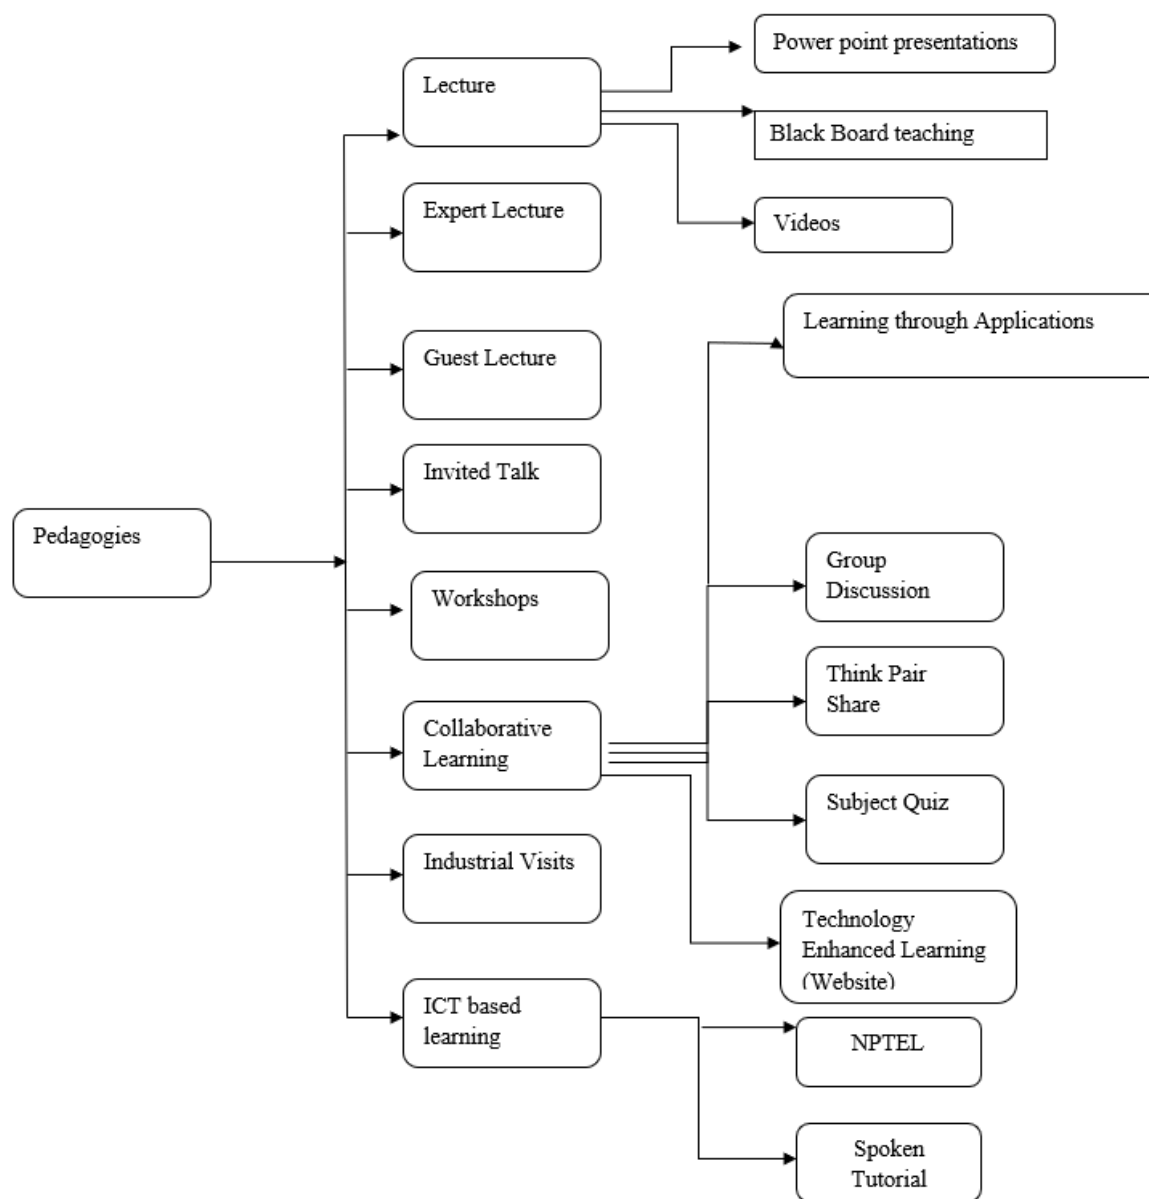 Power point presentations
Lecture
Black Board teaching
Expert Lecture
Videos
Learning through Applications
Guest Lecture
Invited Talk
Pedagogies
Group
Discussion
Workshops
Think Pair
Share
Collaborative
Learning
Subject Quiz
Industrial Visits
Technology
Enhanced Learning
(Website)
ICT based
learning
NPTEL
Spoken
Tutorial